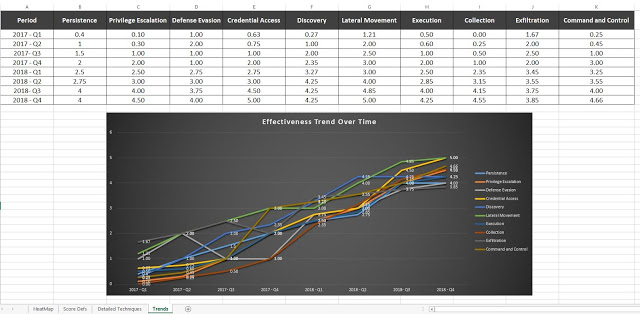 A B C D E F G H I J K
Period Persistence Privilege Escalation Defense Evasion Credential Access Discovery Lateral Movement Execution Collection Exfiltration Command and Control
2017 - Q1 0.4 0.10 1.00 0.63 0.27 1.21 0.50 0.00 1.67 0.25
2017 - Q2 1 0.30 2.00 0.75 1.00 2.00 0.60 0.25 2.00 0.45
2017- Q3 1.5 1.00 1.00 1.00 2.00 2.50 1.00 0.50 2.50 1.00
2017 - Q4 2 2.00 1.00 2.00 2.35 3.00 2.00 1.00 2.00 3.00
2018 - Q1 2.5 2.50 2.75 2.75 3.27 3.00 2.50 2.35 3.45 3.25
2018 - Q2 2.75 3.00 3.00 3.00 4.25 4.00 2.85 3.15 3.55 3.55
2018- Q3 4 4.00 3.75 4.50 4.25 4.85 4.00 4.15 3.75 4.00
2018 - Q4 4 4.50 4.00 5.00 4.25 5.00 4.25 4.55 3.85 4.66
Effectiveness Trend Over Time
6
5
4
3
2
1
0
2017 - Q1 2017 - Q2 2017- Q3 2017 - Q4 2018 - Q1 2018 - Q2 2018- Q3 2018 - Q4
Persistence
Privilege Escalation
Defense Evasion
Credential Access
Discovery
Lateral Movement
Execution
Collection
Exfiltration
Command and Control
HeatMap Score Defs Detailed Techniques Trends